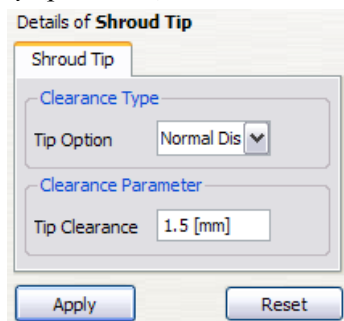 Details of Shroud Tip
Shroud Tip
Clearance Type
Tip Option Normal Dis
Clearance Parameter
Tip Clearance 1.5 [mm]
Apply Reset